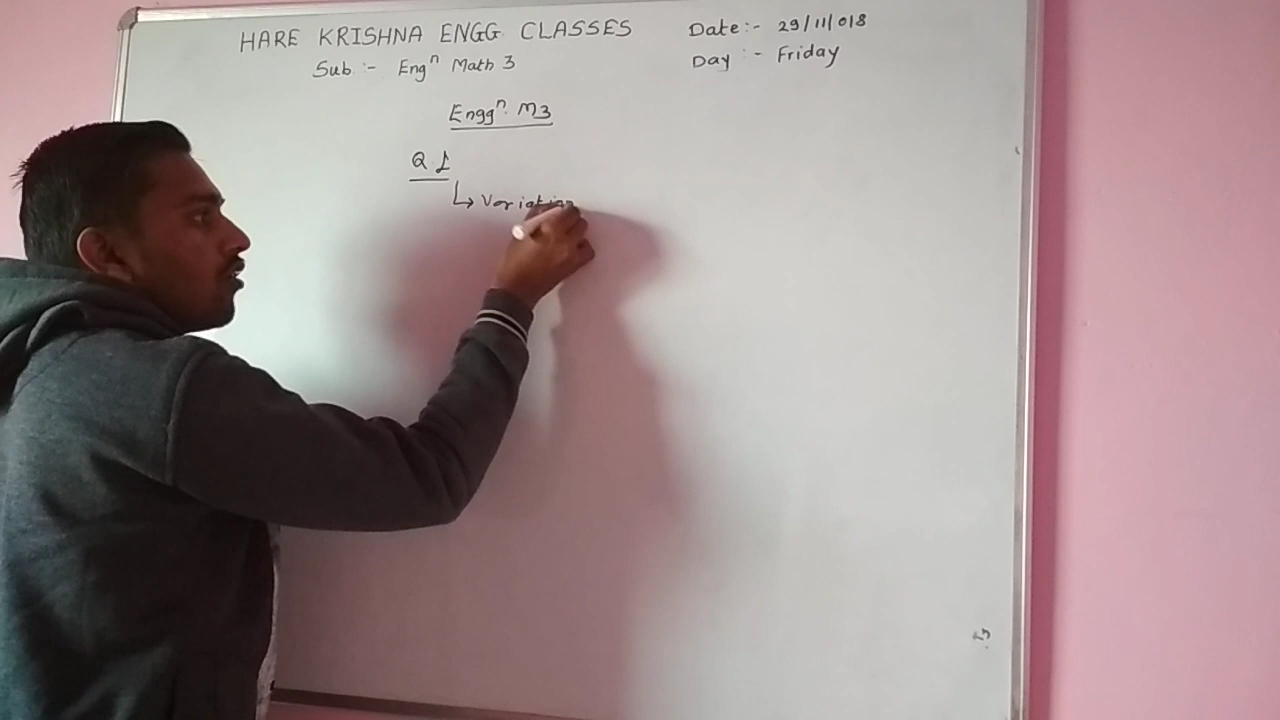 HARE KRISHNA ENGG CLASSES
Date:- 29/11/018
Sub :- Engⁿ Math 3
Day :- Friday
Enggⁿ. M3
Q 1
↳ Variation